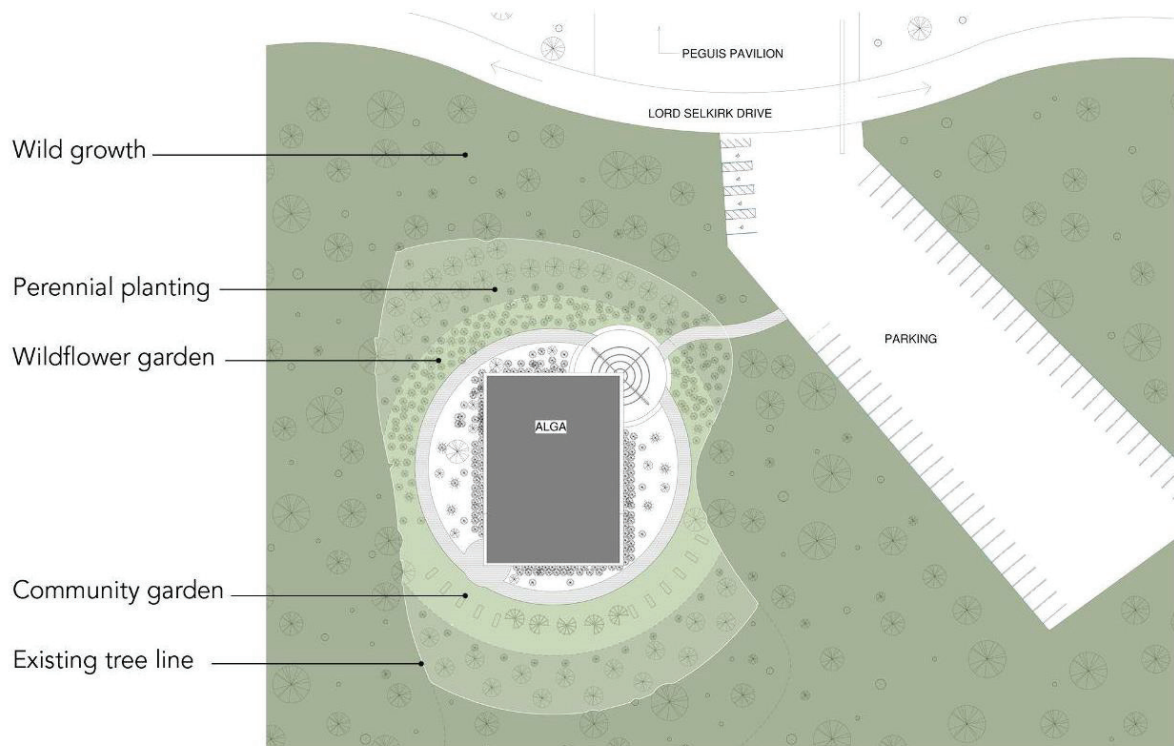 PEGUIS PAVILION
LORD SELKIRK DRIVE
Wild growth
Perennial planting
PARKING
Wildflower garden
ALGA
Community garden
Existing tree line